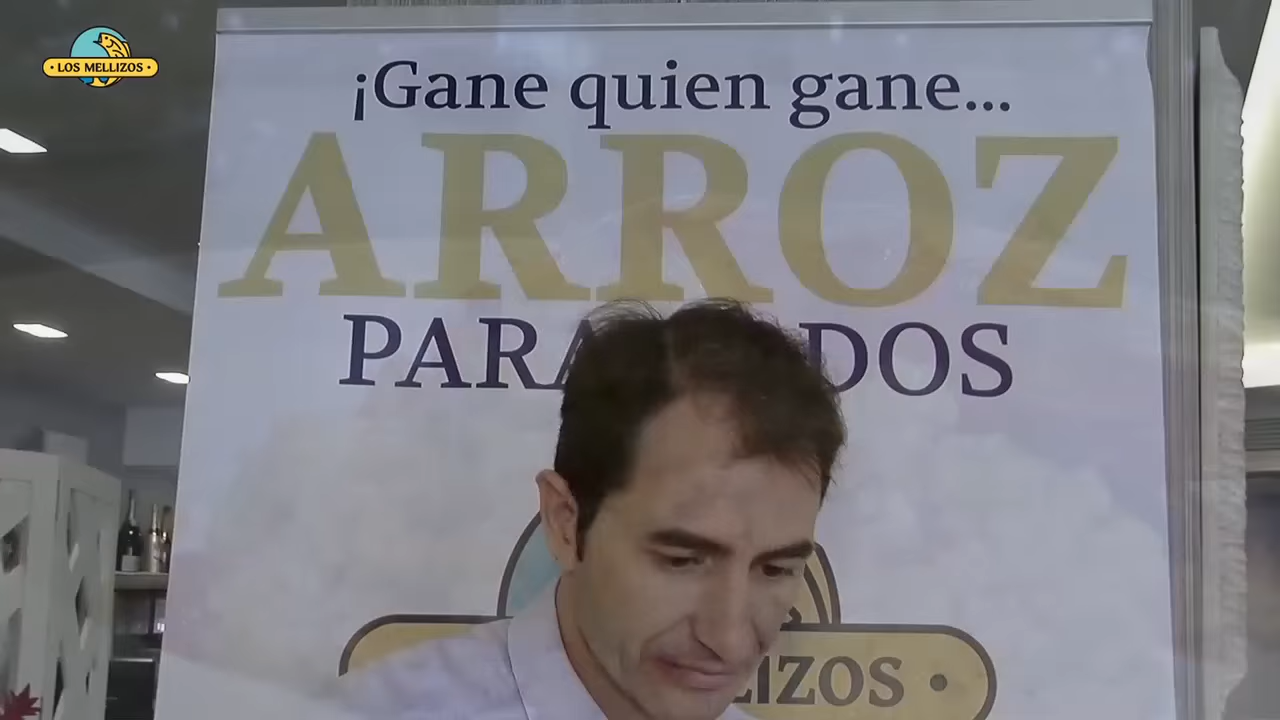 LOS MELLIZOS
¡Gane quien gane...
ARROZ
PARA DOS
LIZOS